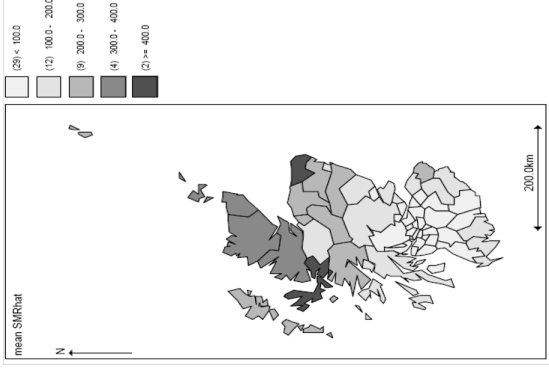 mean SMRhat
N
200.0km
(29) < 100.0
(12) 100.0 - 200.0
(9) 200.0 - 300.0
(4) 300.0 - 400.0
(2) >= 400.0